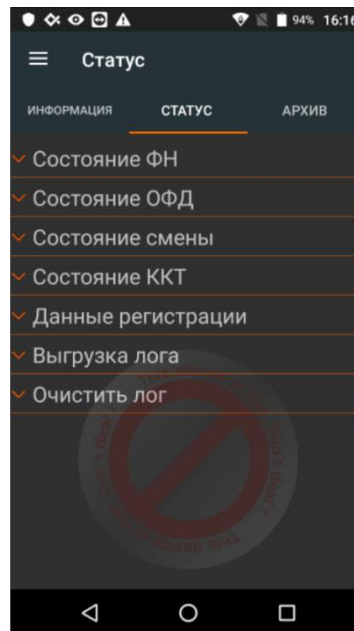 94% 16:16
Статус
ИНФОРМАЦИЯ СТАТУС АРХИВ
Состояние ФН
Состояние ОФД
Состояние смены
Состояние ККТ
Данные регистрации
Выгрузка лога
Очистить лог